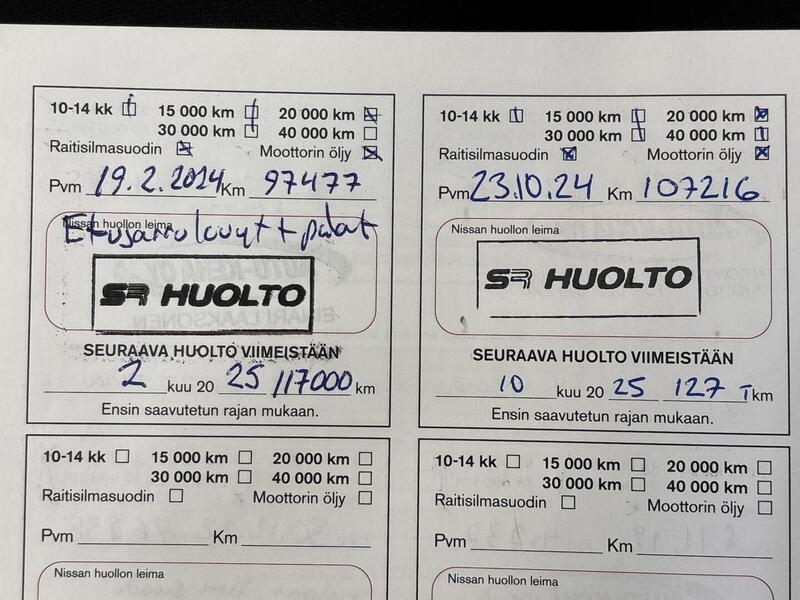 10-14 kk 15 000 km 20 000 km
30 000 km 40 000 km
Raitisilmasuodin Moottorin öljy
Pvm 19.2.2024 Km 97477
Nissan huollon leima
Etujarrulevyt + palat
SR HUOLTO
SEURAAVA HUOLTO VIIMEISTÄÄN
2 kuu 20 25 117000 km
Ensin saavutetun rajan mukaan.
10-14 kk 15 000 km 20 000 km
30 000 km 40 000 km
Raitisilmasuodin Moottorin öljy
Pvm 23.10.24 Km 107216
Nissan huollon leima
SR HUOLTO
SEURAAVA HUOLTO VIIMEISTÄÄN
10 kuu 20 25 127 T km
Ensin saavutetun rajan mukaan.
10-14 kk 15 000 km 20 000 km
30 000 km 40 000 km
Raitisilmasuodin Moottorin öljy
Pvm Km
Nissan huollon leima
10-14 kk 15 000 km 20 000 km
30 000 km 40 000 km
Raitisilmasuodin Moottorin öljy
Pvm Km
Nissan huollon leima